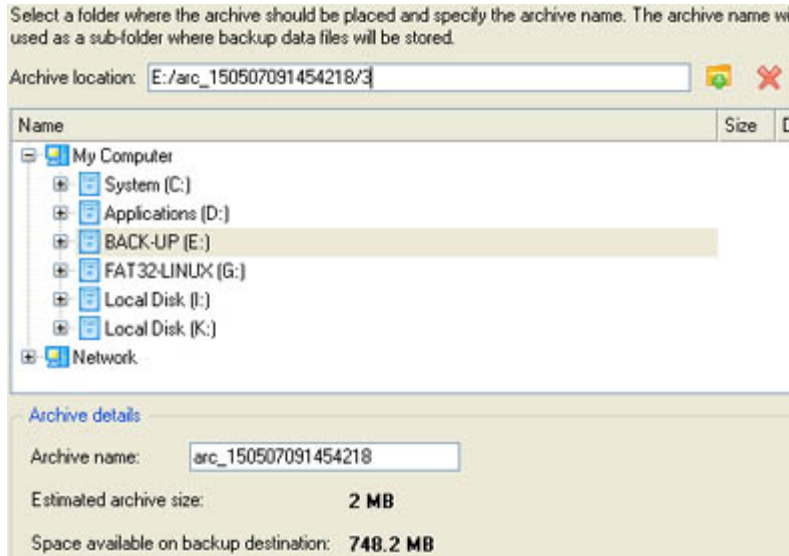 Select a folder where the archive should be placed and specify the archive name. The archive name
used as a sub-folder where backup data files will be stored.
Archive location: E:/arc_150507091454218/3
Name Size
My Computer
System (C:)
Applications (D:)
BACK-UP (E:)
FAT32-LINUX (G:)
Local Disk (I:)
Local Disk (K:)
Network
Archive details
Archive name: arc_150507091454218
Estimated archive size: 2 MB
Space available on backup destination: 748.2 MB